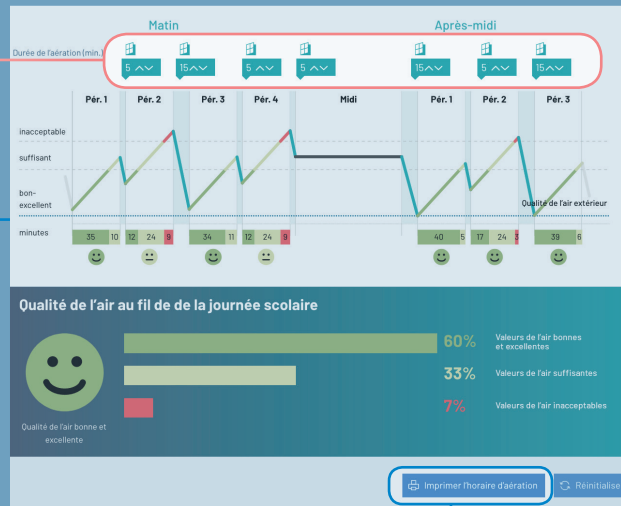 Matin Après-midi
Durée de l'aération (min.)
5 15 5 5 15 5 15
Pér. 1 Pér. 2 Pér. 3 Pér. 4 Midi Pér. 1 Pér. 2 Pér. 3
inacceptable
suffisant
bon-
excellent
Qualité de l'air extérieur
minutes
35 10 12 24 9 34 11 12 24 9 40 5 17 24 3 39 6
Qualité de l'air au fil de de la journée scolaire
60% Valeurs de l'air bonnes
et excellentes
33% Valeurs de l'air suffisantes
7% Valeurs de l'air inacceptables
Qualité de l'air bonne et
excellente
Imprimer l'horaire d'aération
Réinitialise